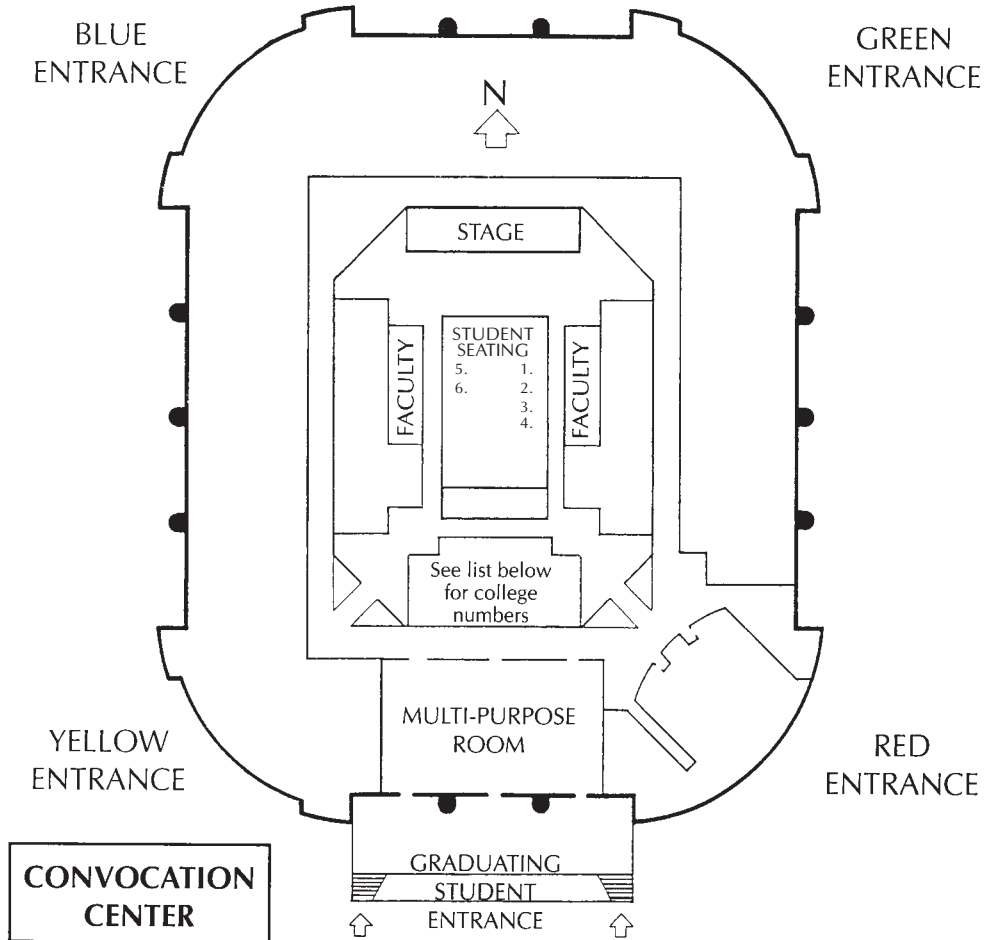 BLUE
ENTRANCE
GREEN
ENTRANCE
N
STAGE
FACULTY
STUDENT
SEATING
5. 1.
6. 2.
3.
4.
FACULTY
See list below
for college
numbers
MULTI-PURPOSE
ROOM
YELLOW
ENTRANCE
RED
ENTRANCE
GRADUATING
STUDENT
ENTRANCE
CONVOCATION
CENTER